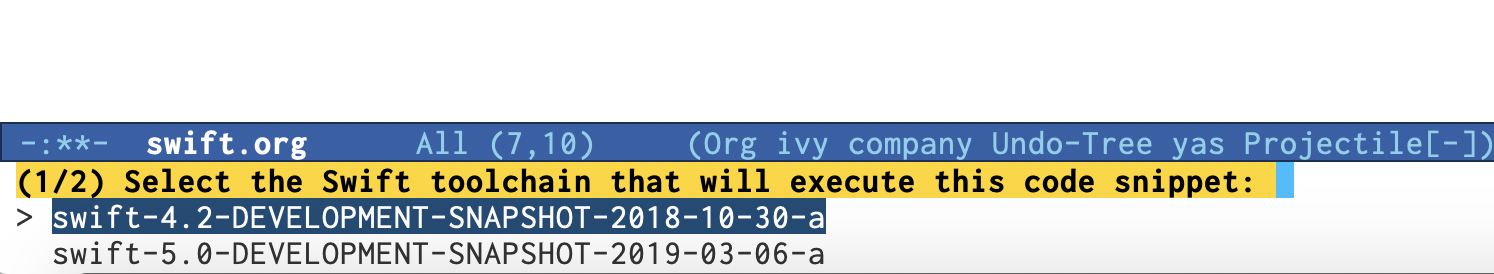 -:**-  swift.org      All (7,10)     (Org ivy company Undo-Tree yas Projectile[-])
(1/2) Select the Swift toolchain that will execute this code snippet:
> swift-4.2-DEVELOPMENT-SNAPSHOT-2018-10-30-a
  swift-5.0-DEVELOPMENT-SNAPSHOT-2019-03-06-a